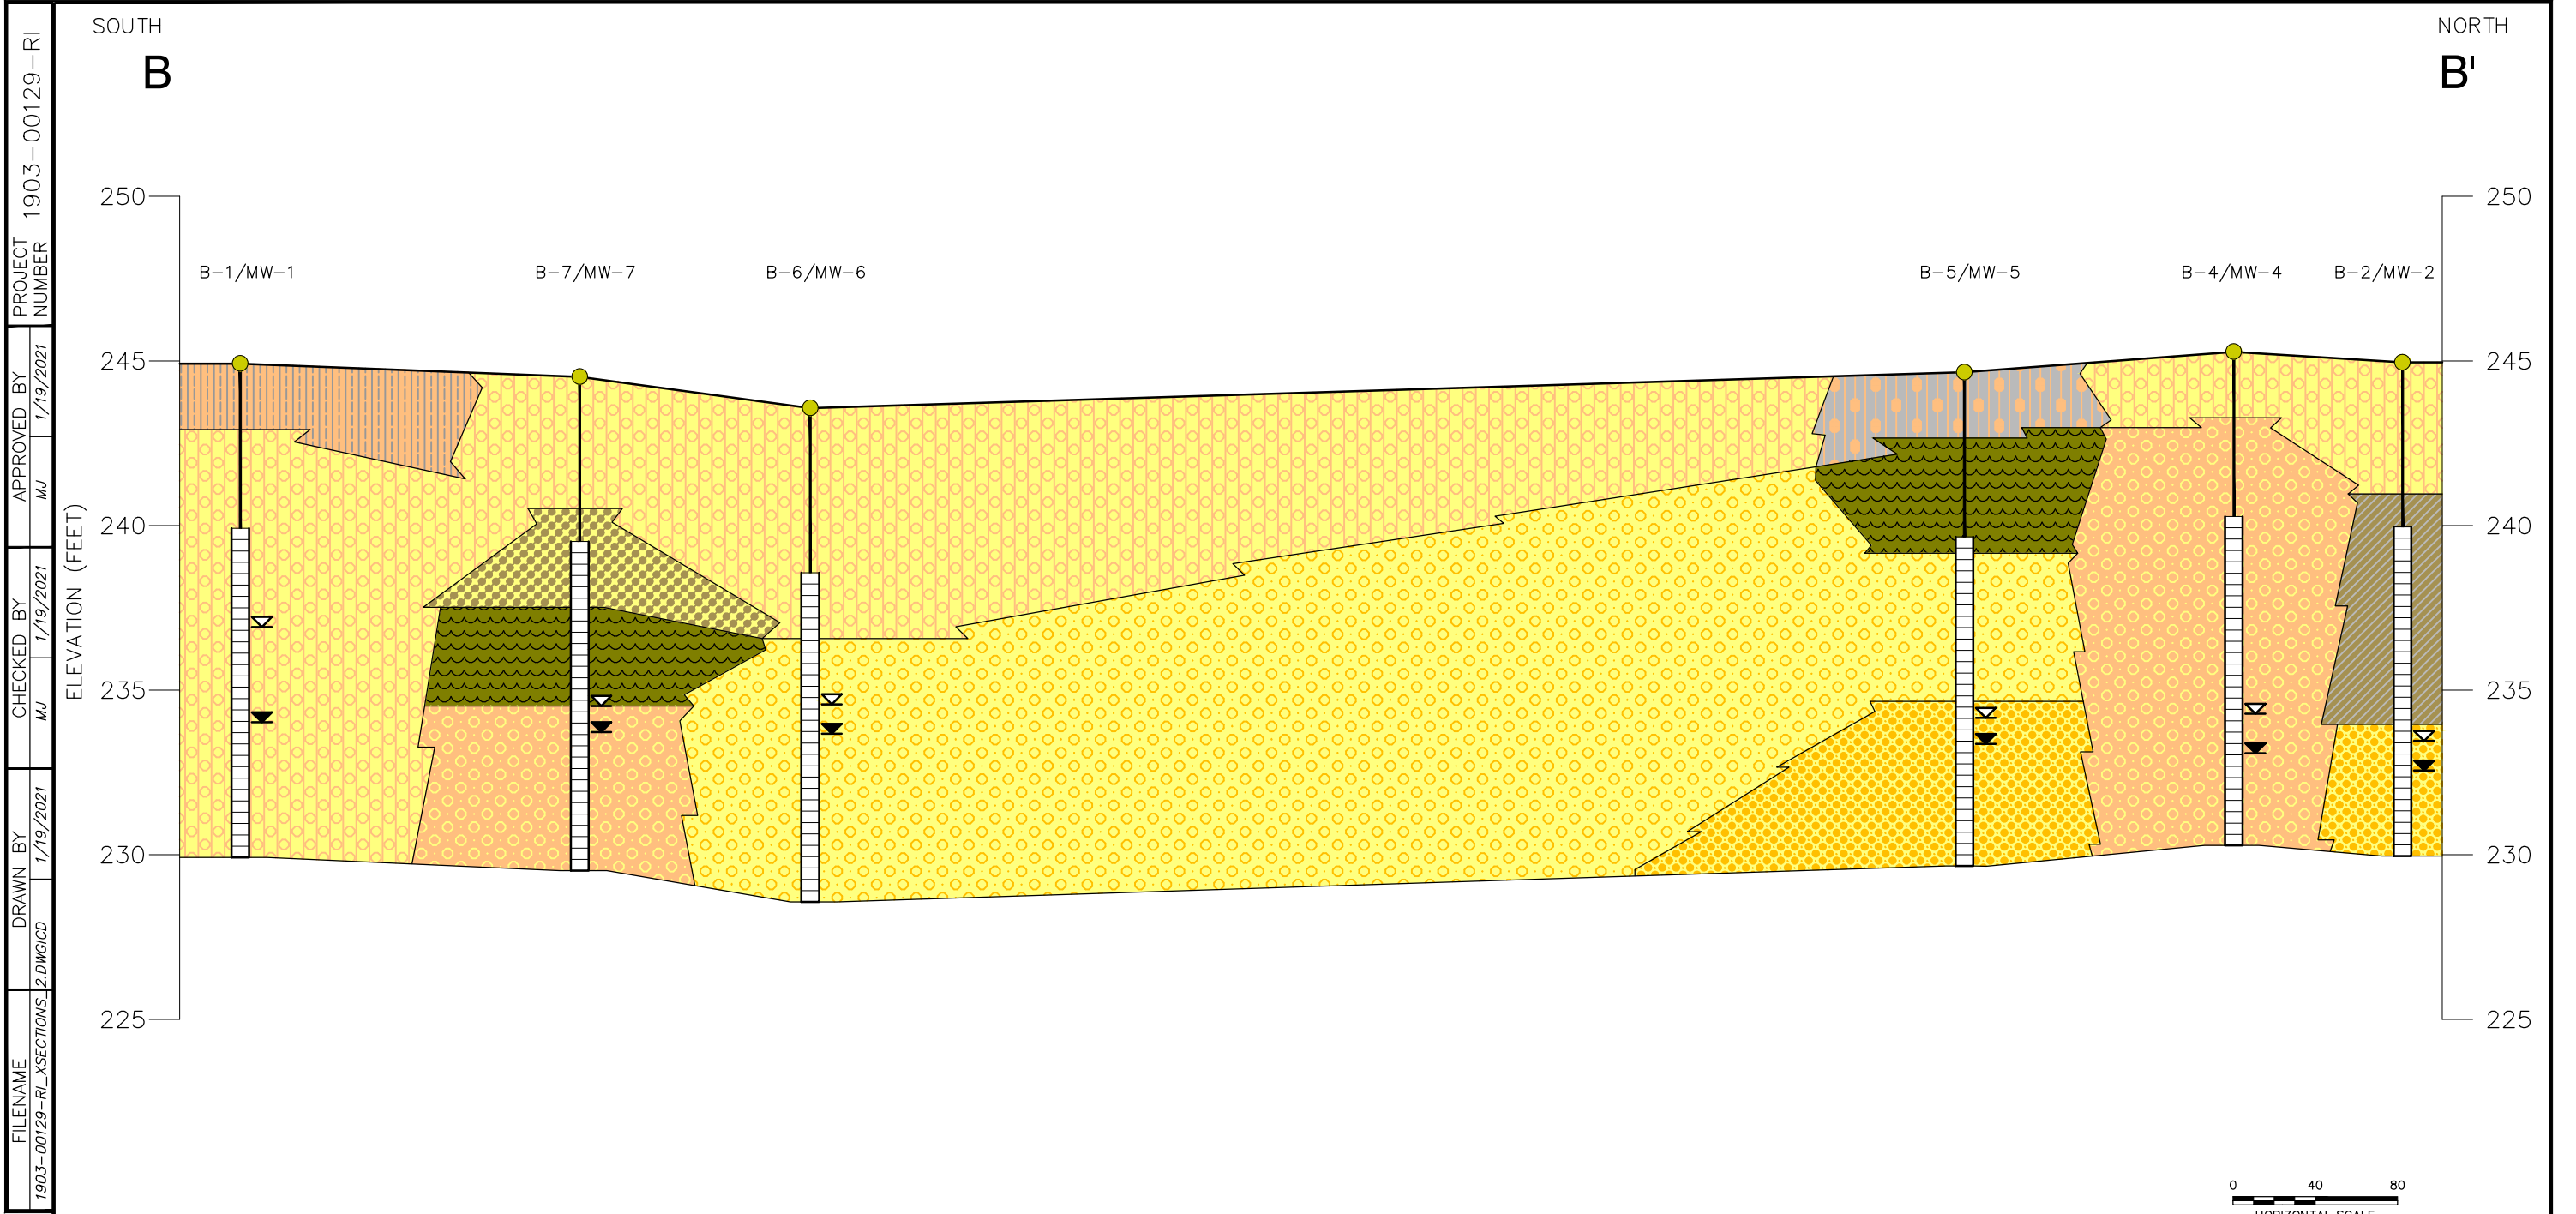 SOUTH
NORTH
B
B'
PROJECT NUMBER 1903-00129-RI
APPROVED BY MJ 1/19/2021
CHECKED BY MJ 1/19/2021
DRAWN BY ICD 1/19/2021
FILENAME 1903-00129-RI_XSECTIONS_2.DWG
ELEVATION (FEET)
250
250
B-1/MW-1
B-7/MW-7
B-6/MW-6
B-5/MW-5
B-4/MW-4
B-2/MW-2
245
245
240
240
235
235
230
230
225
225
0 40 80
HORIZONTAL SCALE